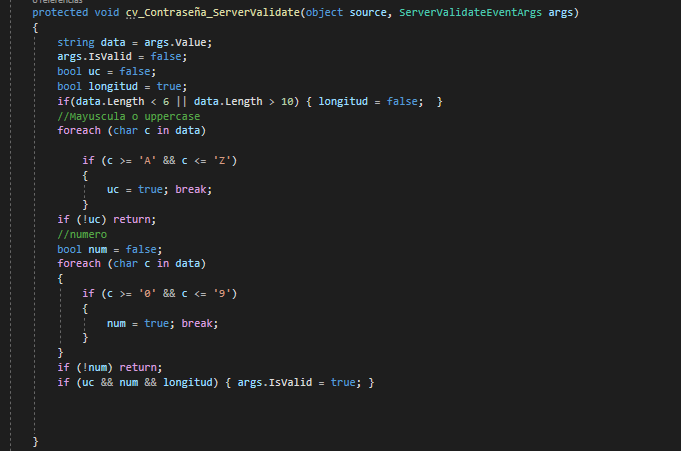 0 referencias
protected void cv_Contraseña_ServerValidate(object source, ServerValidateEventArgs args)
{
string data = args.Value;
args.IsValid = false;
bool uc = false;
bool longitud = true;
if(data.Length < 6 || data.Length > 10) { longitud = false;  }
//Mayuscula o uppercase
foreach (char c in data)
if (c >= 'A' && c <= 'Z')
{
uc = true; break;
}
if (!uc) return;
//numero
bool num = false;
foreach (char c in data)
{
if (c >= '0' && c <= '9')
{
num = true; break;
}
}
if (!num) return;
if (uc && num && longitud) { args.IsValid = true; }
}